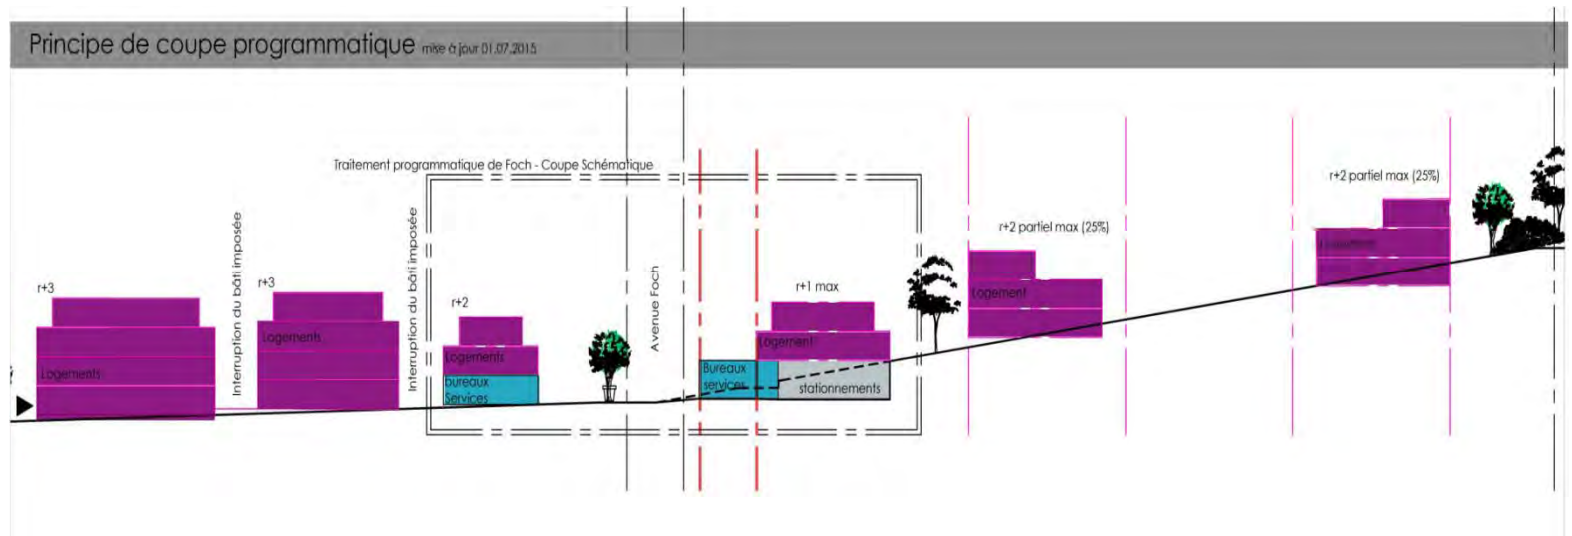 Principe de coupe programmatique mise à jour 01.07.2015
Traitement programmatique de Foch - Coupe Schématique
r+3
Logements
Interruption du bâti imposée
r+3
Logements
Interruption du bâti imposée
r+2
Logements
bureaux
Services
Avenue Foch
r+1 max
Logement
Bureaux
services
stationnements
r+2 partiel max (25%)
Logement
r+2 partiel max (25%)